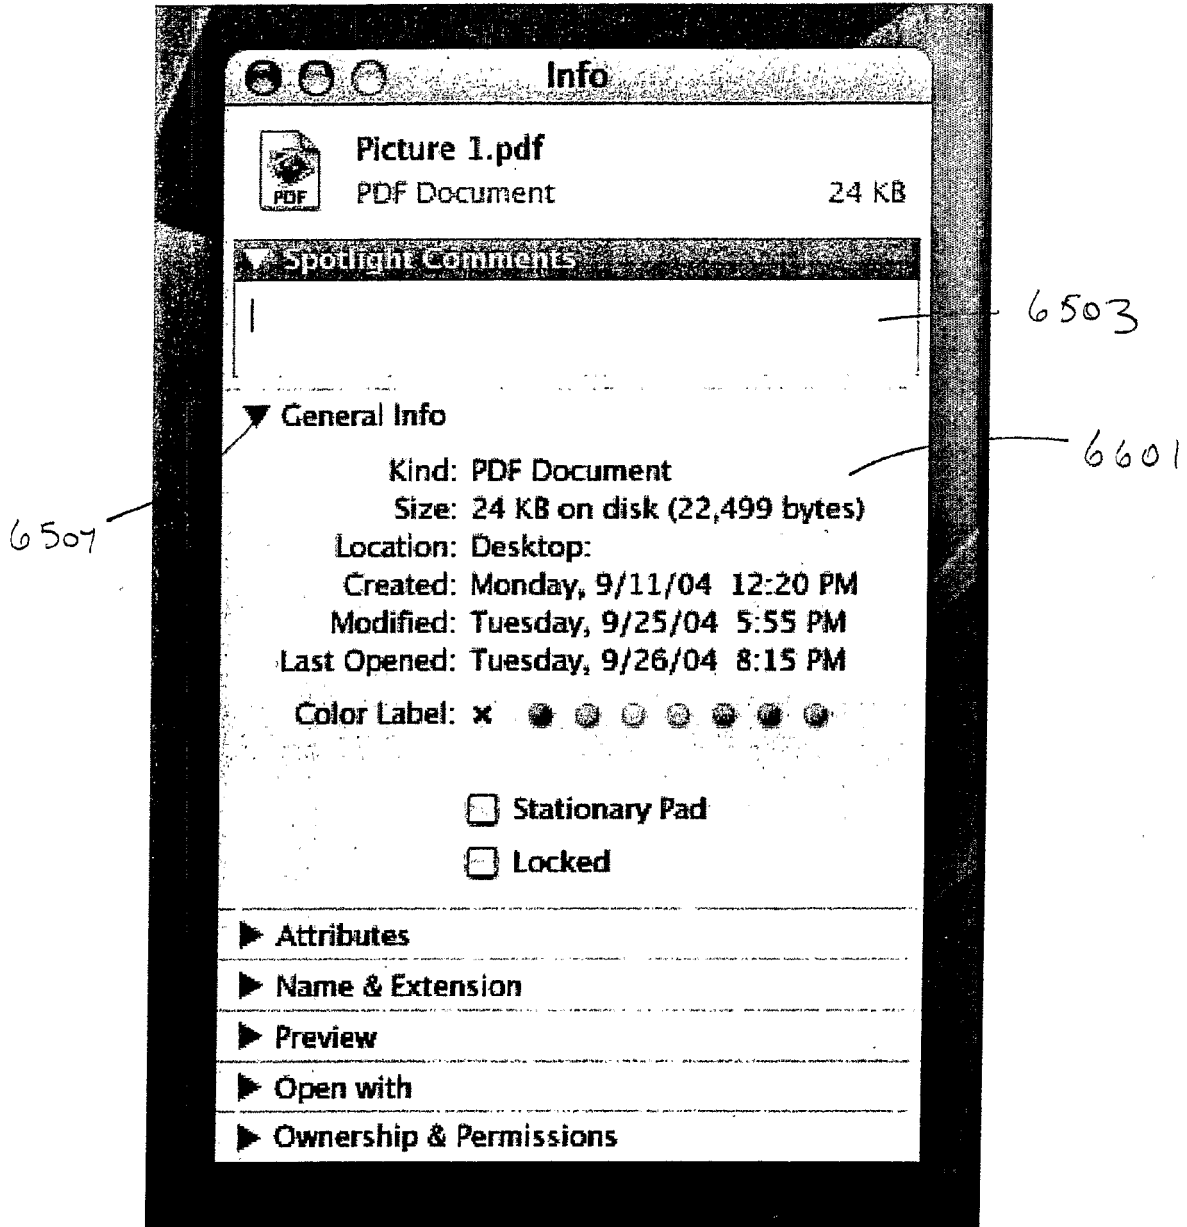 Info
Picture 1.pdf
PDF Document 24 KB
PDF
Spotlight Comments
6503
General Info
6601
Kind: PDF Document
Size: 24 KB on disk (22,499 bytes)
6507
Location: Desktop:
Created: Monday, 9/11/04 12:20 PM
Modified: Tuesday, 9/25/04 5:55 PM
Last Opened: Tuesday, 9/26/04 8:15 PM
Color Label: x
Stationary Pad
Locked
Attributes
Name & Extension
Preview
Open with
Ownership & Permissions